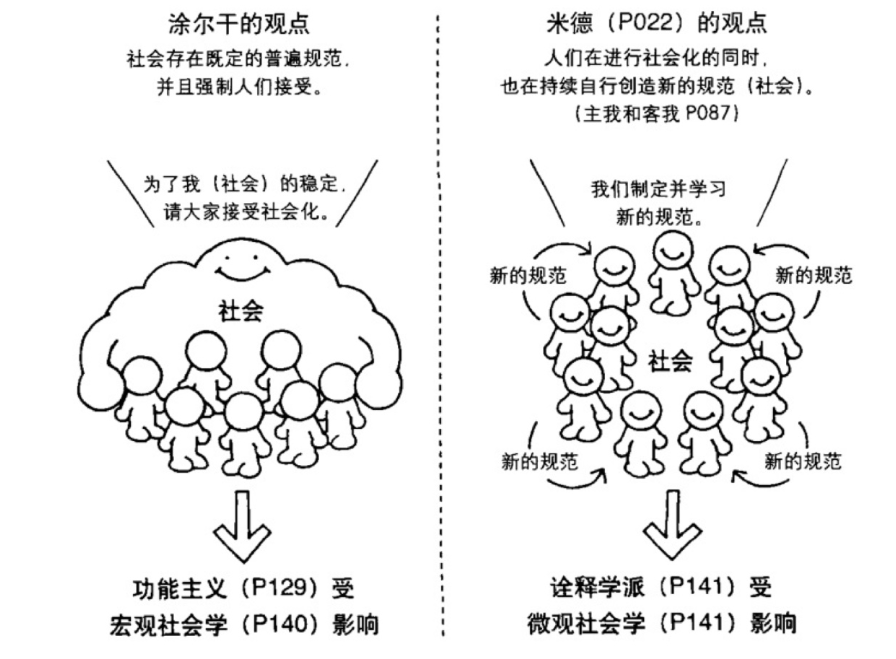 涂尔干的观点
社会存在既定的普遍规范，
并且强制人们接受。
为了我（社会）的稳定，
请大家接受社会化。
社会
功能主义（P129）受
宏观社会学（P140）影响
米德（P022）的观点
人们在进行社会化的同时，
也在持续自行创造新的规范（社会）。
（主我和客我 P087）
我们制定并学习
新的规范。
新的规范
新的规范
社会
新的规范
新的规范
诠释学派（P141）受
微观社会学（P141）影响